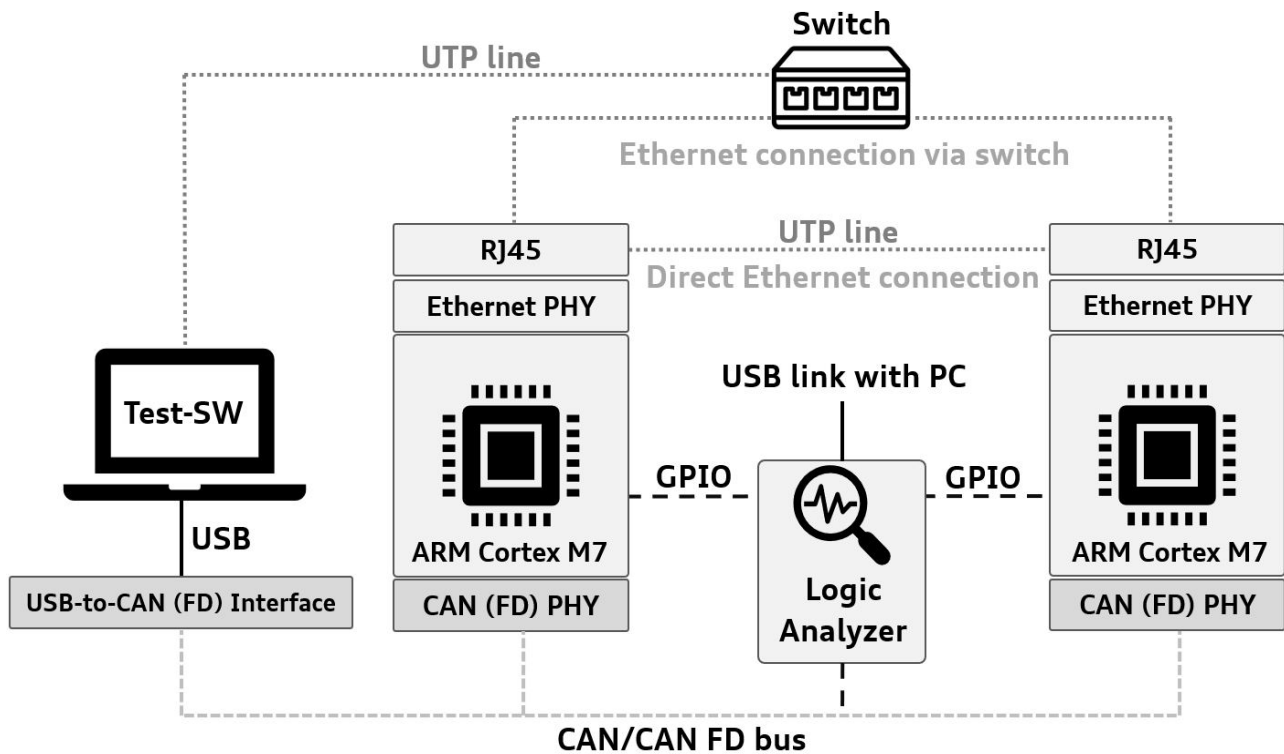 Switch
UTP line
Ethernet connection via switch
RJ45
UTP line
RJ45
Direct Ethernet connection
Ethernet PHY
Ethernet PHY
USB link with PC
Test-SW
GPIO
GPIO
USB
ARM Cortex M7
ARM Cortex M7
Logic
Analyzer
USB-to-CAN (FD) Interface
CAN (FD) PHY
CAN (FD) PHY
CAN/CAN FD bus